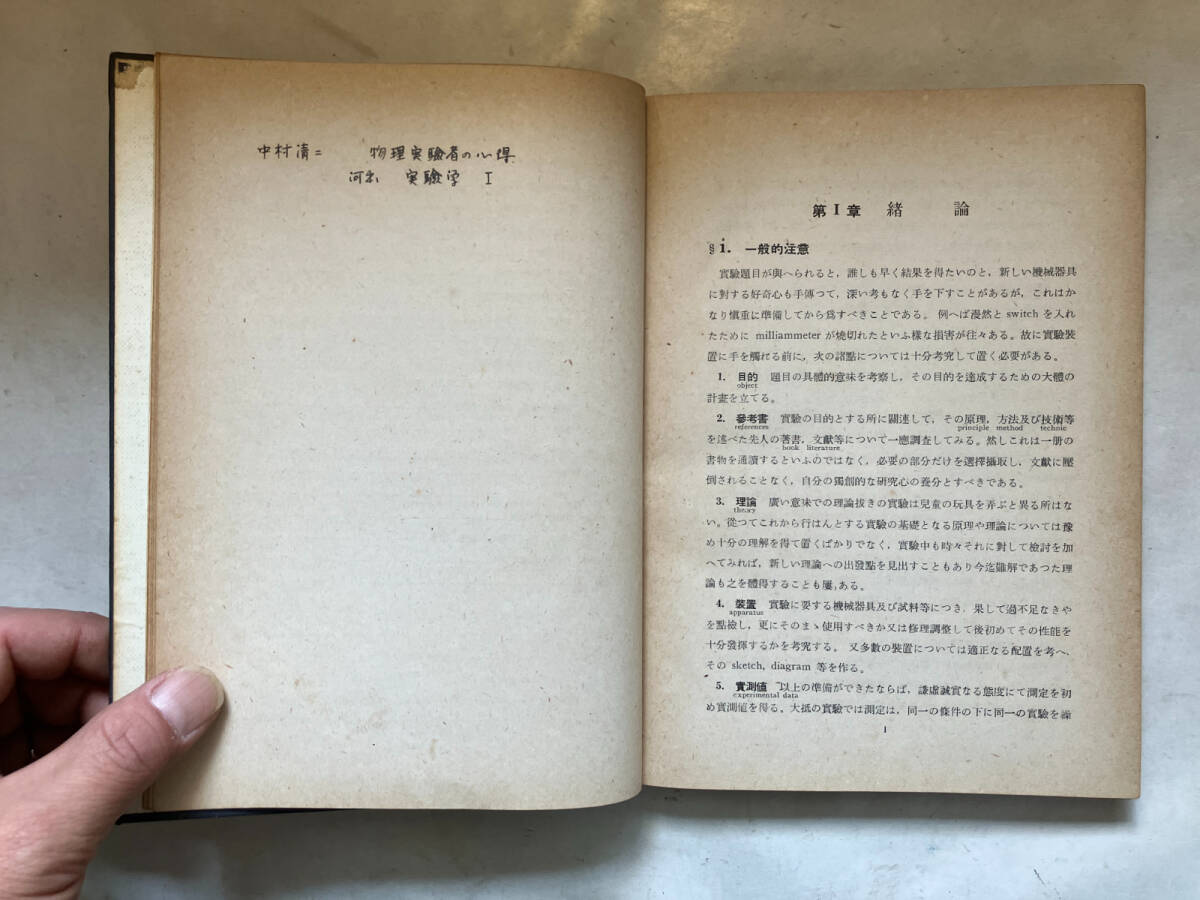 中村清二 物理実験者の心得
河出 実験学 I
第I章 緒論
§i. 一般的注意
實驗題目が與へられると，誰しも早く結果を得たいのと，新しい機械器具
に對する好奇心も手傳つて，深い考もなく手を下すことがあるが，これはか
なり愼重に準備してから爲すべきことである。例へば漫然と switch を入れ
たために milliammeter が燒切れたといふ樣な損害が往々ある。故に實驗裝
置に手を觸れる前に，次の諸點については十分考究して置く必要がある。
1. 目的 題目の具體的意味を考察し，その目的を達成するための大體の
object
計畫を立てる。
2. 參考書 實驗の目的とする所に關連して，その原理，方法及び技術等
references principle method technic
を述べた先人の著書，文獻等について一應調査してみる。然しこれは一册の
book literature
書物を通讀するといふのではなく，必要の部分だけを選擇攝取し，文獻に壓
倒されることなく，自分の獨創的な研究心の養分とすべきである。
3. 理論 廣い意味での理論拔きの實驗は兒童の玩具を弄ぶと異る所はな
theory
い。從つてこれから行はんとする實驗の基礎となる原理や理論については豫
め十分の理解を得て置くばかりでなく，實驗中も時々それに對して檢討を加
へてみれば，新しい理論への出發點を見出すこともあり今迄難解であつた理
論も之を體得することも屢〻ある。
4. 裝置 實驗に要する機械器具及び試料等につき，果して過不足なきや
apparatus
を點檢し，更にそのまゝ使用すべきか又は修理調整して後初めてその性能を
十分發揮するかを考究する。又多數の裝置については適正なる配置を考へ，
その sketch, diagram 等を作る。
5. 實測値 以上の準備ができたならば，謙虛誠實なる態度にて測定を初
experimental data
め實測値を得る。大抵の實驗では測定は，同一の條件の下に同一の實驗を繰
1